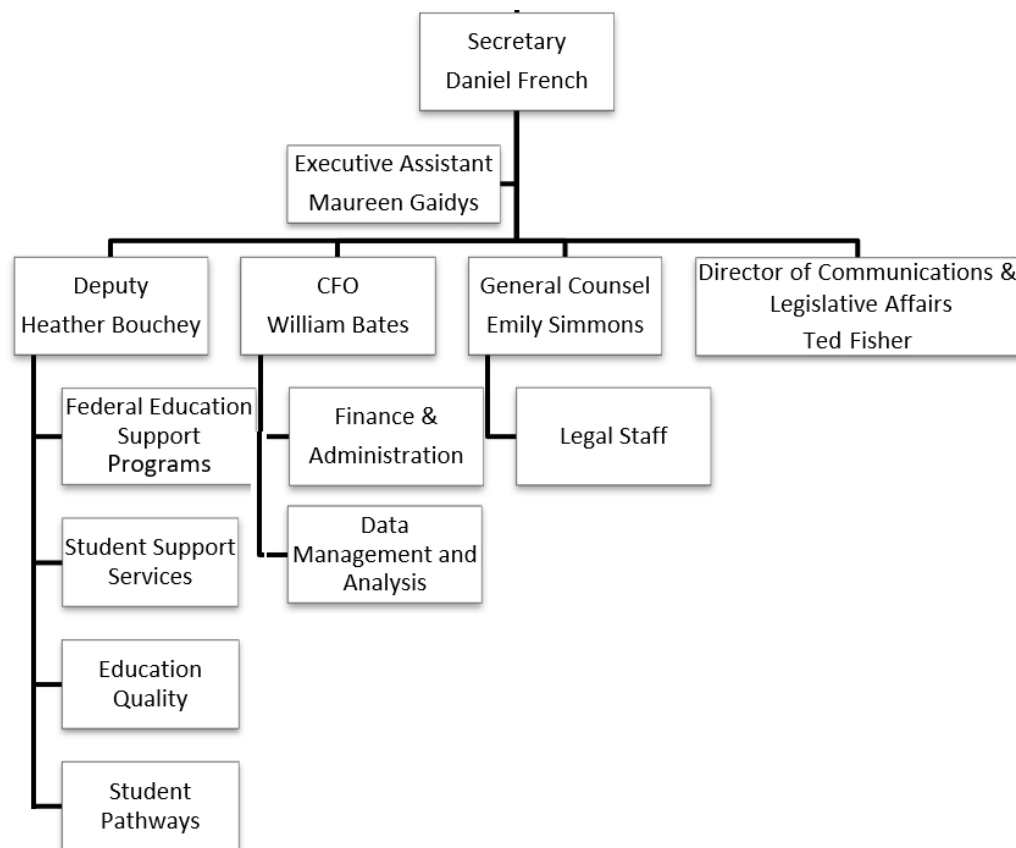 Secretary
Daniel French
Executive Assistant
Maureen Gaidys
Deputy
Heather Bouchey
CFO
William Bates
General Counsel
Emily Simmons
Director of Communications &
Legislative Affairs
Ted Fisher
Federal Education
Support
Programs
Student Support
Services
Education
Quality
Student
Pathways
Finance &
Administration
Data
Management and
Analysis
Legal Staff